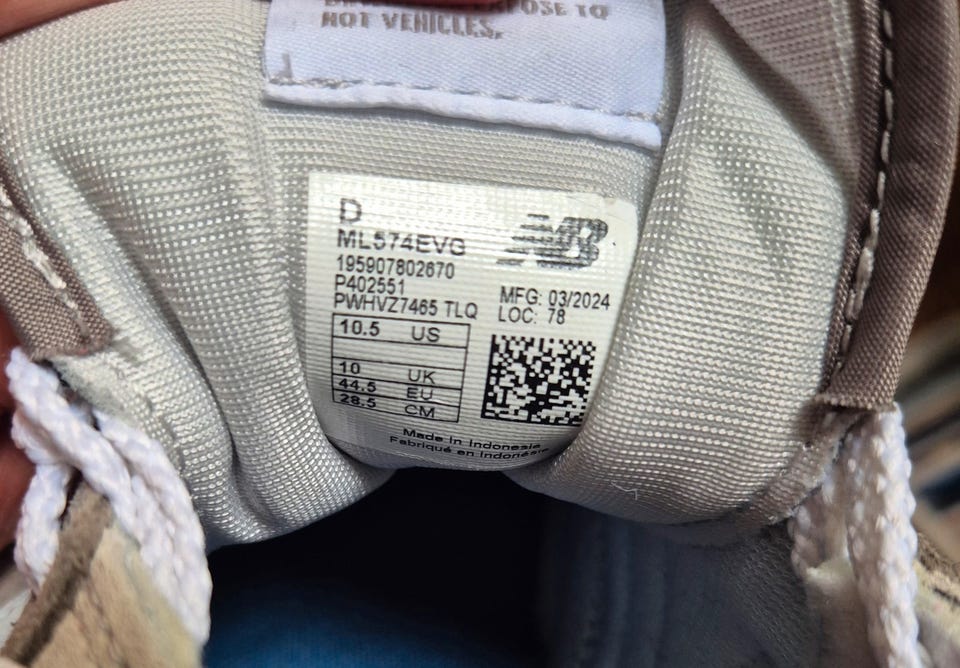 HOT VEHICLES.
D
NB
ML574EVG
195907802670
P402551
PWHVZ7465 TLQ
MFG: 03/2024
LOC: 78
10.5 US
10 UK
44.5 EU
28.5 CM
Made in Indonesia
Fabriqué en Indonésie